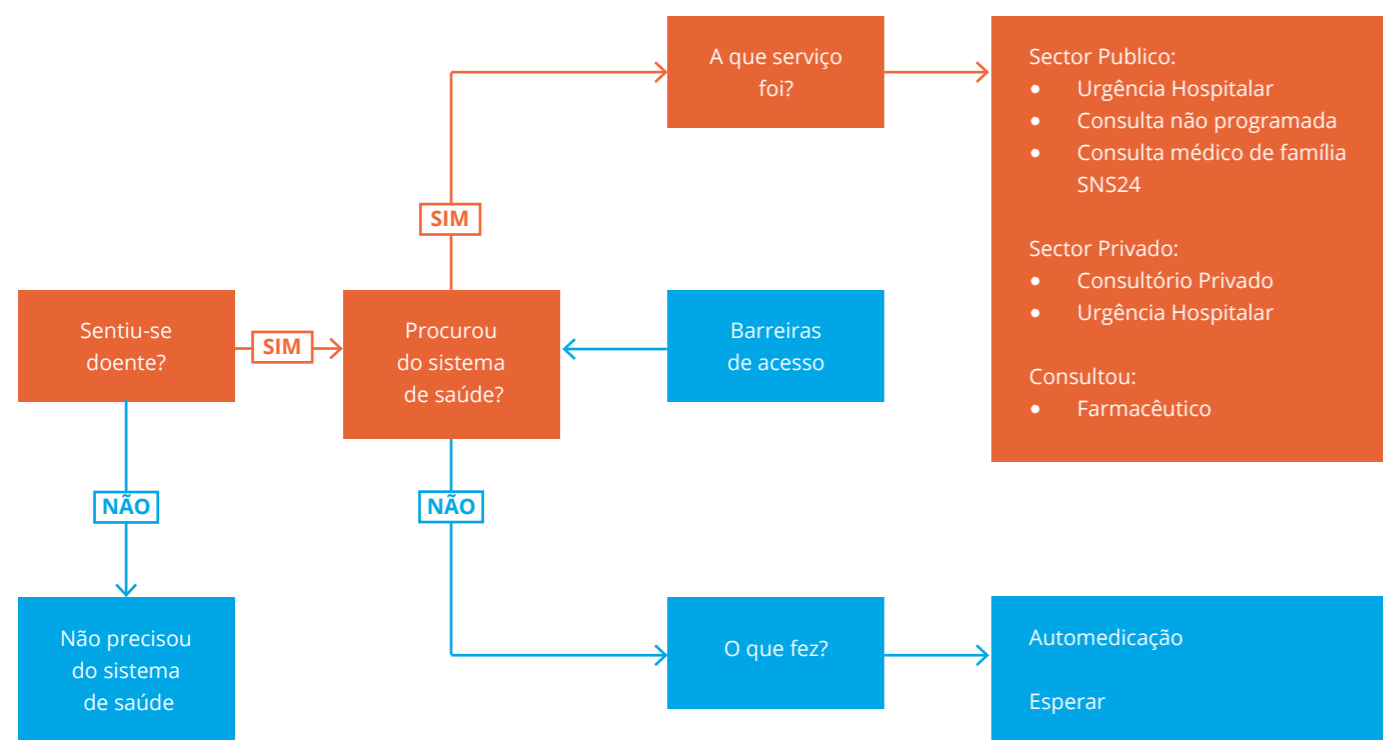 Sentiu-se
doente?
SIM
NÃO
Não precisou
do sistema
de saúde
Procurou
do sistema
de saúde?
SIM
NÃO
Barreiras
de acesso
A que serviço
foi?
Sector Publico:
• Urgência Hospitalar
• Consulta não programada
• Consulta médico de família
SNS24
Sector Privado:
• Consultório Privado
• Urgência Hospitalar
Consultou:
• Farmacêutico
O que fez?
Automedicação
Esperar